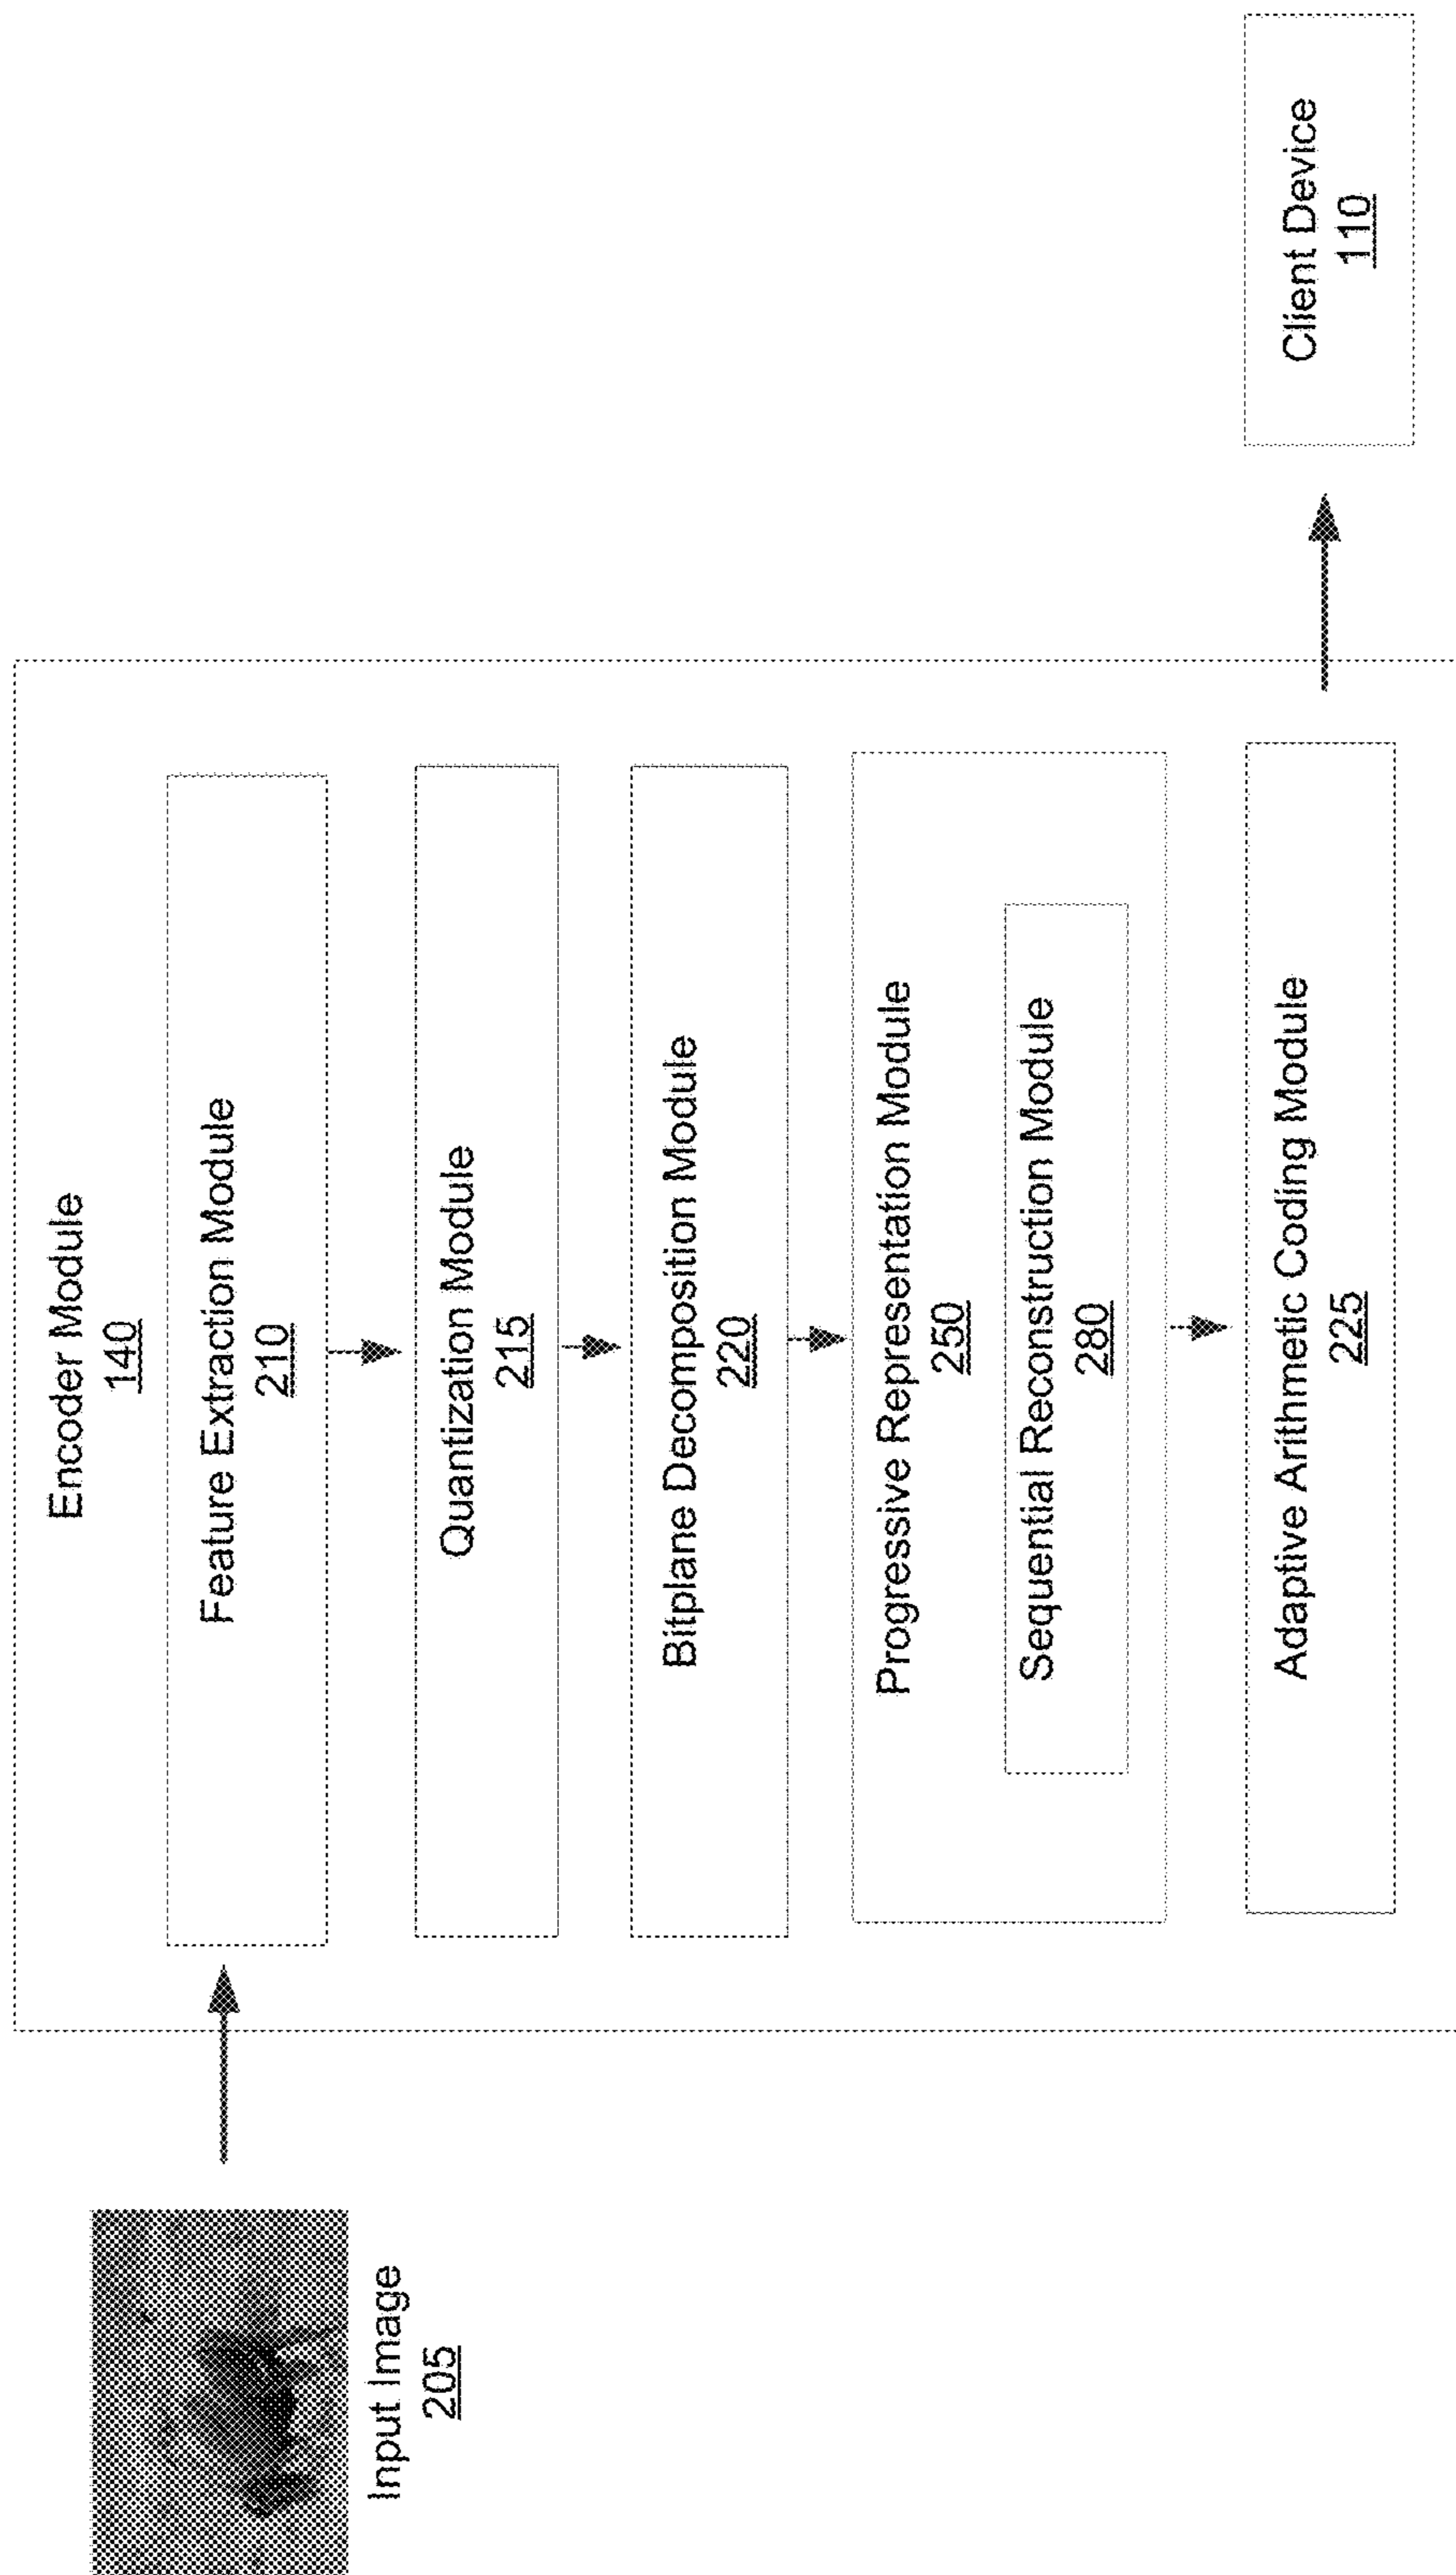 Encoder Module
140
Feature Extraction Module
210
Quantization Module
215
Bitplane Decomposition Module
220
Progressive Representation Module
250
Sequential Reconstruction Module
280
Adaptive Arithmetic Coding Module
225
Input Image
205
Client Device
110